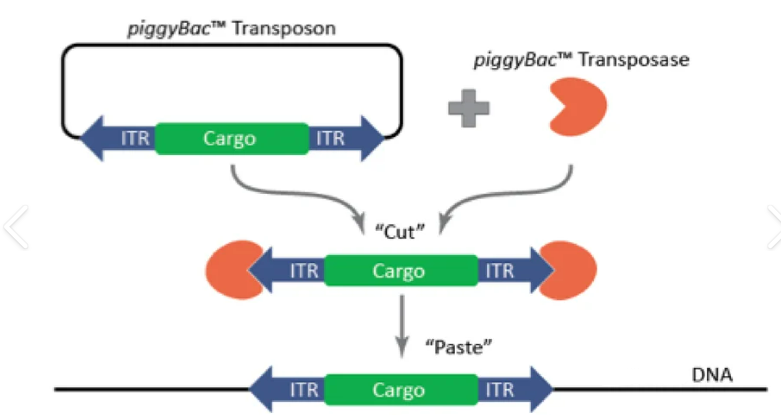 piggyBac™ Transposon
piggyBac™ Transposase
ITR Cargo ITR
“Cut”
ITR Cargo ITR
“Paste”
DNA
ITR Cargo ITR